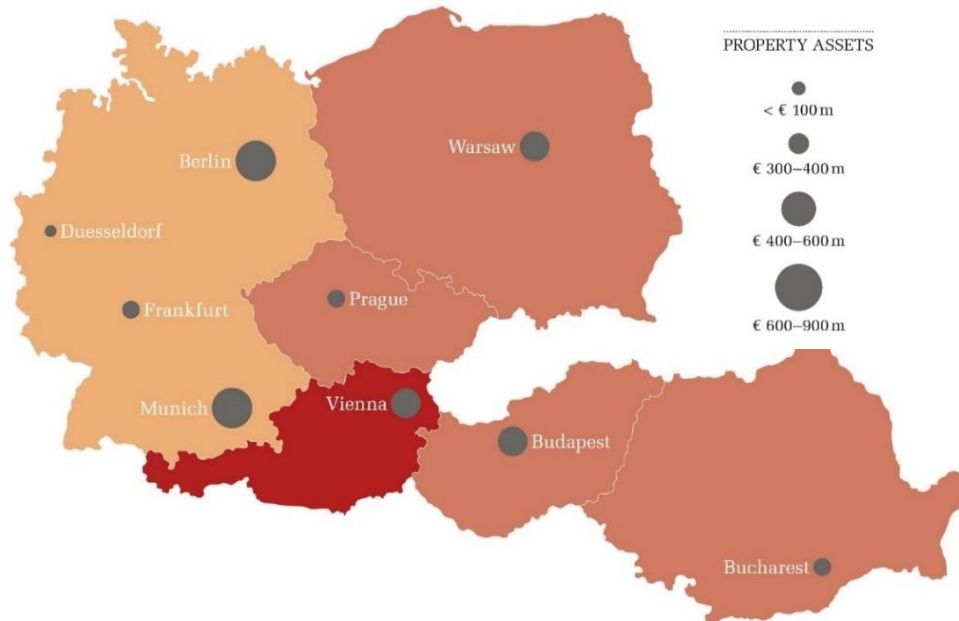 PROPERTY ASSETS
< € 100 m
€ 300–400 m
€ 400–600 m
€ 600–900 m
Berlin
Warsaw
Duesseldorf
Frankfurt
Prague
Munich
Vienna
Budapest
Bucharest